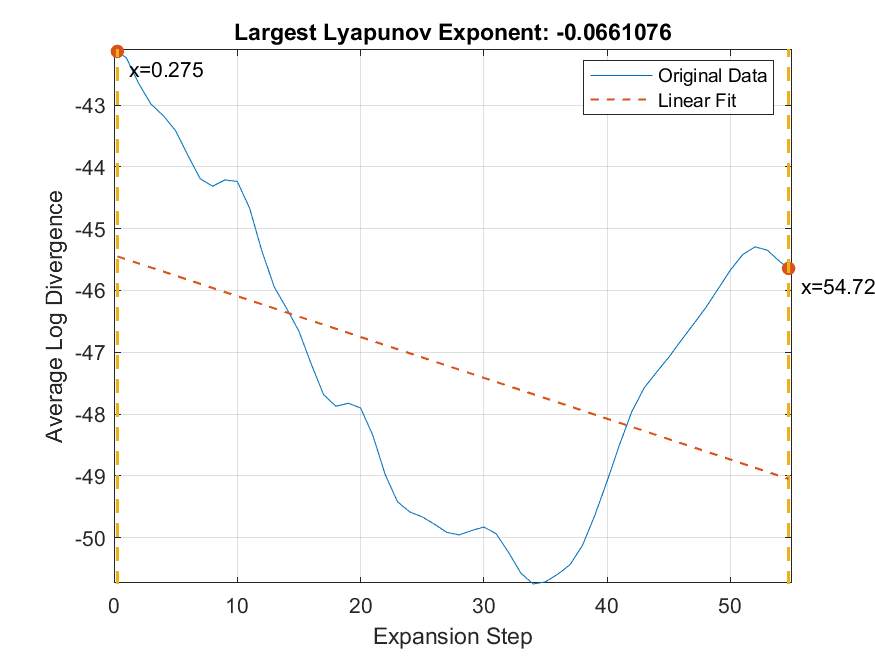 Largest Lyapunov Exponent: -0.0661076
x=0.275
Original Data
Linear Fit
-43
-44
-45
-46
-47
-48
-49
-50
Average Log Divergence
x=54.72
0 10 20 30 40 50
Expansion Step